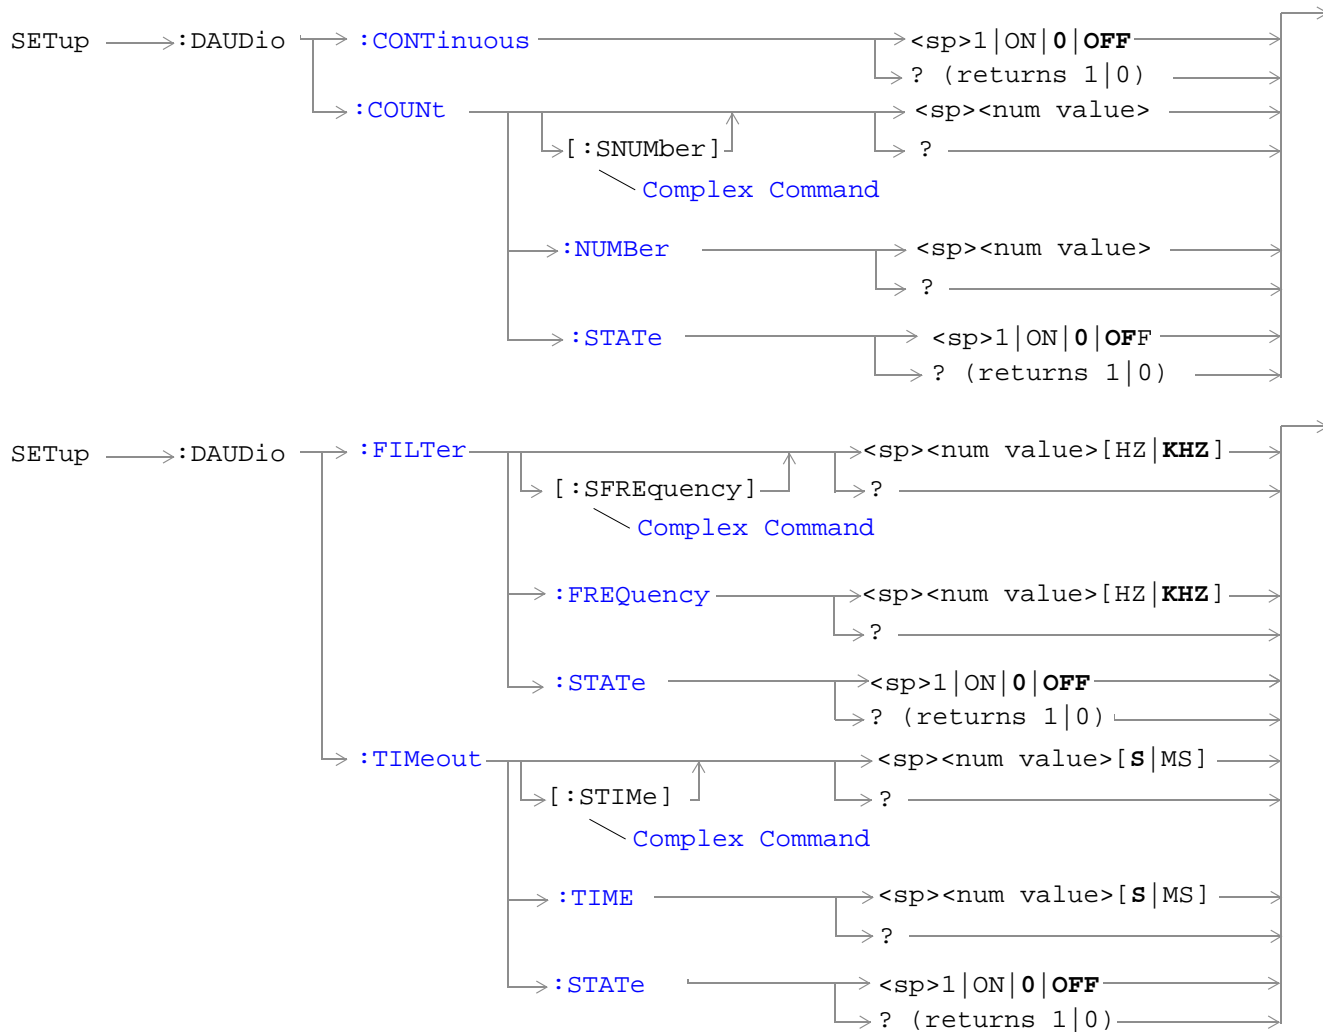 SETup :DAUDio :CONTinuous <sp>1|ON|0|OFF
? (returns 1|0)
:COUNt <sp><num value>
[:SNUMber] ?
Complex Command
:NUMBer <sp><num value>
?
:STATe <sp>1|ON|0|OFF
? (returns 1|0)
SETup :DAUDio :FILTer <sp><num value>[HZ|KHZ]
[:SFREquency] ?
Complex Command
:FREQuency <sp><num value>[HZ|KHZ]
?
:STATe <sp>1|ON|0|OFF
? (returns 1|0)
:TIMeout <sp><num value>[S|MS]
[:STIMe] ?
Complex Command
:TIME <sp><num value>[S|MS]
?
:STATe <sp>1|ON|0|OFF
? (returns 1|0)